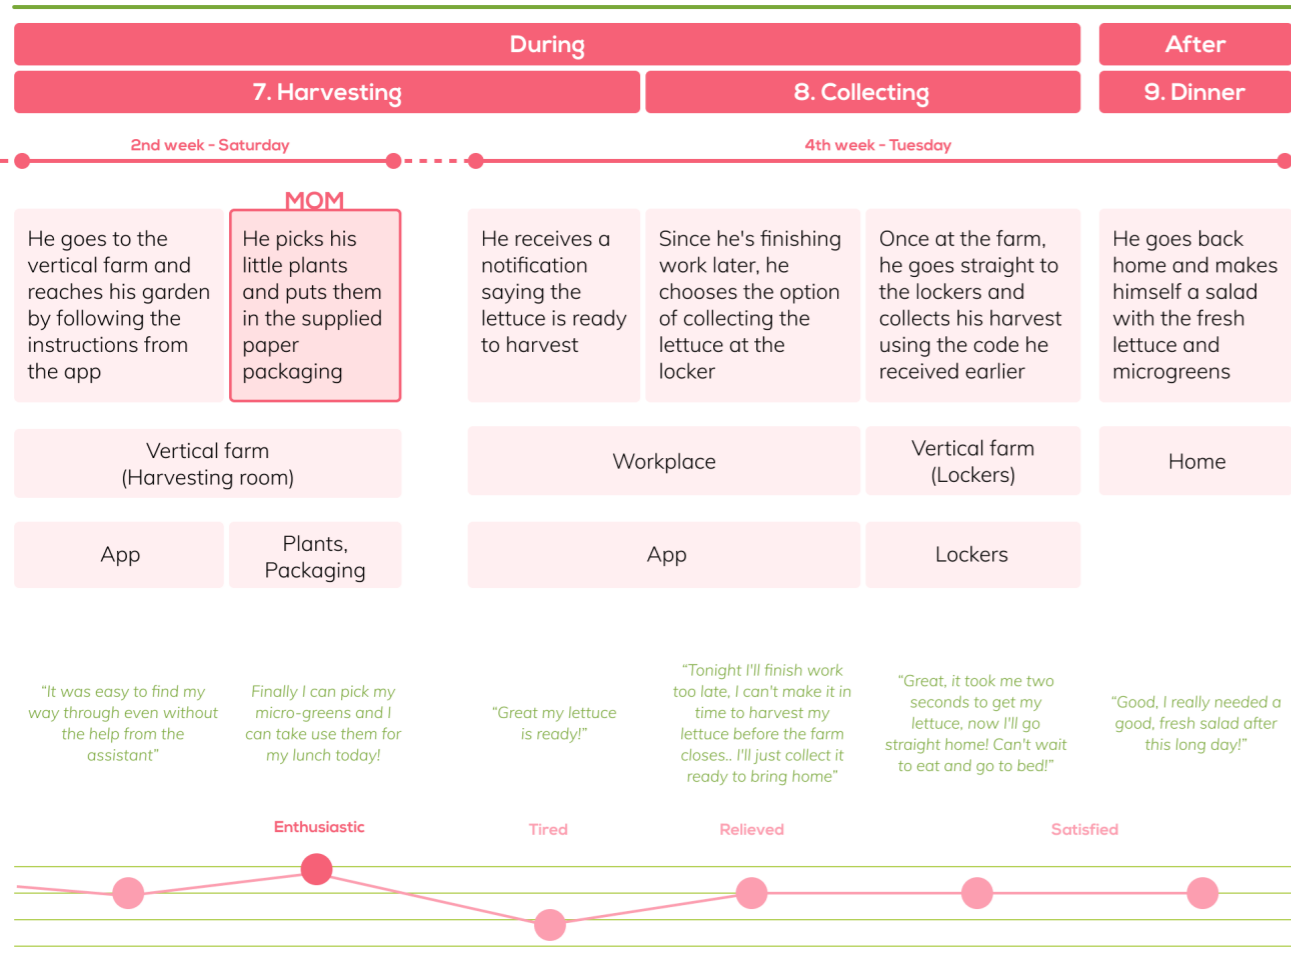 During
After
7. Harvesting
8. Collecting
9. Dinner
2nd week - Saturday
4th week - Tuesday
MOM
He goes to the
vertical farm and
reaches his garden
by following the
instructions from
the app
He picks his
little plants
and puts them
in the supplied
paper
packaging
He receives a
notification
saying the
lettuce is ready
to harvest
Since he's finishing
work later, he
chooses the option
of collecting the
lettuce at the
locker
Once at the farm,
he goes straight to
the lockers and
collects his harvest
using the code he
received earlier
He goes back
home and makes
himself a salad
with the fresh
lettuce and
microgreens
Vertical farm
(Harvesting room)
Workplace
Vertical farm
(Lockers)
Home
App
Plants,
Packaging
App
Lockers
“It was easy to find my
way through even without
the help from the
assistant”
Finally I can pick my
micro-greens and I
can take use them for
my lunch today!
“Great my lettuce
is ready!”
“Tonight I'll finish work
too late, I can't make it in
time to harvest my
lettuce before the farm
closes.. I'll just collect it
ready to bring home”
“Great, it took me two
seconds to get my
lettuce, now I'll go
straight home! Can't wait
to eat and go to bed!”
“Good, I really needed a
good, fresh salad after
this long day!”
Enthusiastic
Tired
Relieved
Satisfied